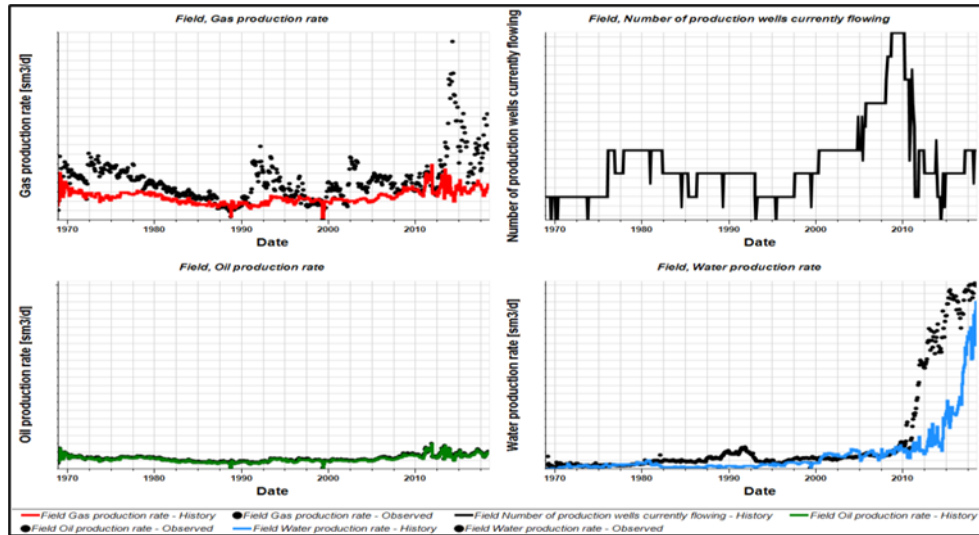 Field, Gas production rate
Gas production rate [sm3/d]
1970 1980 1990 2000 2010
Date
Field, Number of production wells currently flowing
Number of production wells currently flowing
1970 1980 1990 2000 2010
Date
Field, Oil production rate
Oil production rate [sm3/d]
1970 1980 1990 2000 2010
Date
Field, Water production rate
Water production rate [sm3/d]
1970 1980 1990 2000 2010
Date
Field Gas production rate - History Field Gas production rate - Observed Field Number of production wells currently flowing - History Field Oil production rate - History
Field Oil production rate - Observed Field Water production rate - History Field Water production rate - Observed